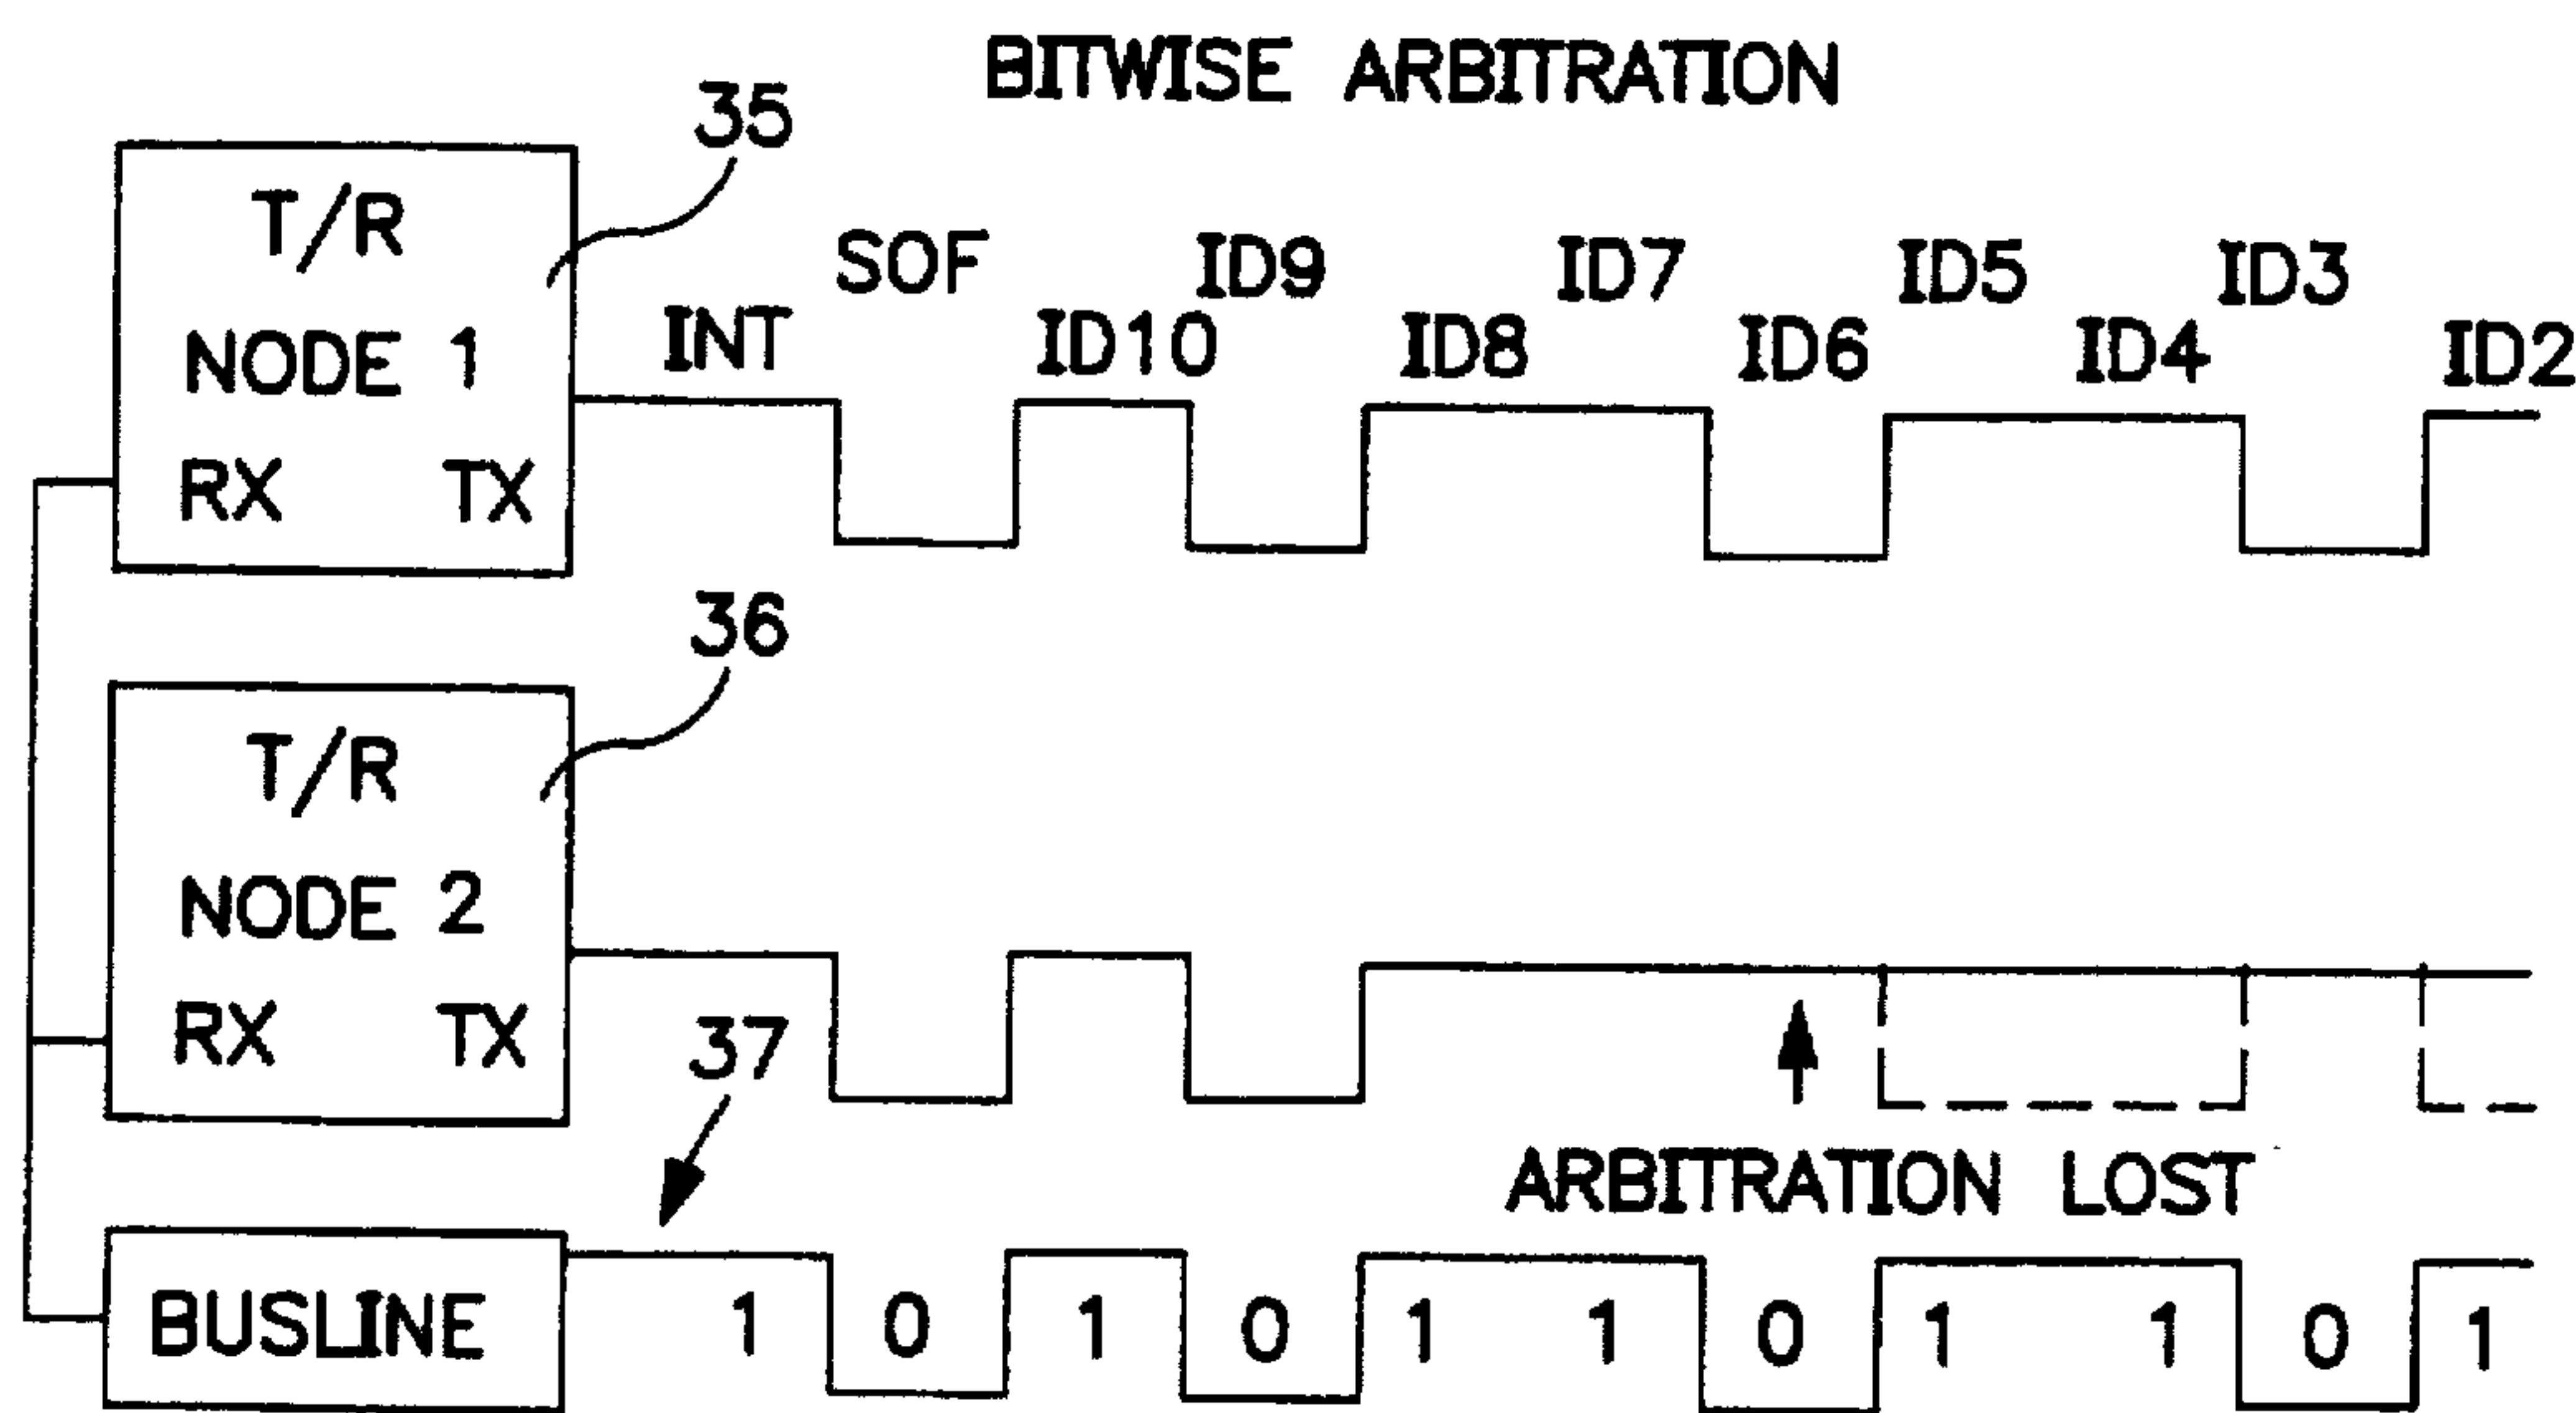 BITWISE ARBITRATION
35
T/R
NODE 1
RX TX
INT SOF ID10 ID9 ID8 ID7 ID6 ID5 ID4 ID3 ID2
36
T/R
NODE 2
RX TX
37
ARBITRATION LOST
BUSLINE
1 0 1 0 1 1 0 1 1 0 1